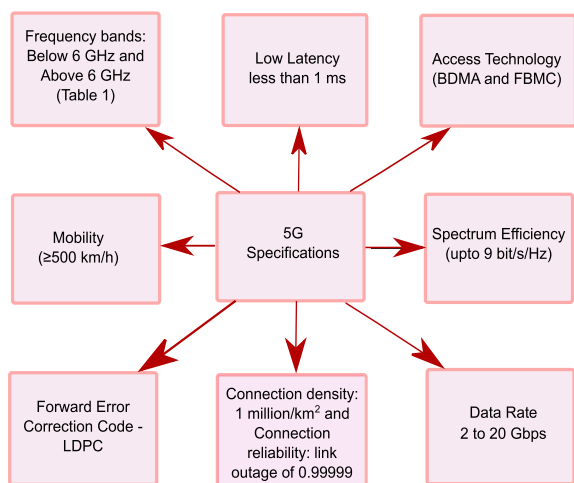 Frequency bands:
Below 6 GHz and
Above 6 GHz
(Table 1)
Low Latency
less than 1 ms
Access Technology
(BDMA and FBMC)
Mobility
(≥500 km/h)
5G
Specifications
Spectrum Efficiency
(upto 9 bit/s/Hz)
Forward Error
Correction Code -
LDPC
Connection density:
1 million/km² and
Connection
reliability: link
outage of 0.99999
Data Rate
2 to 20 Gbps